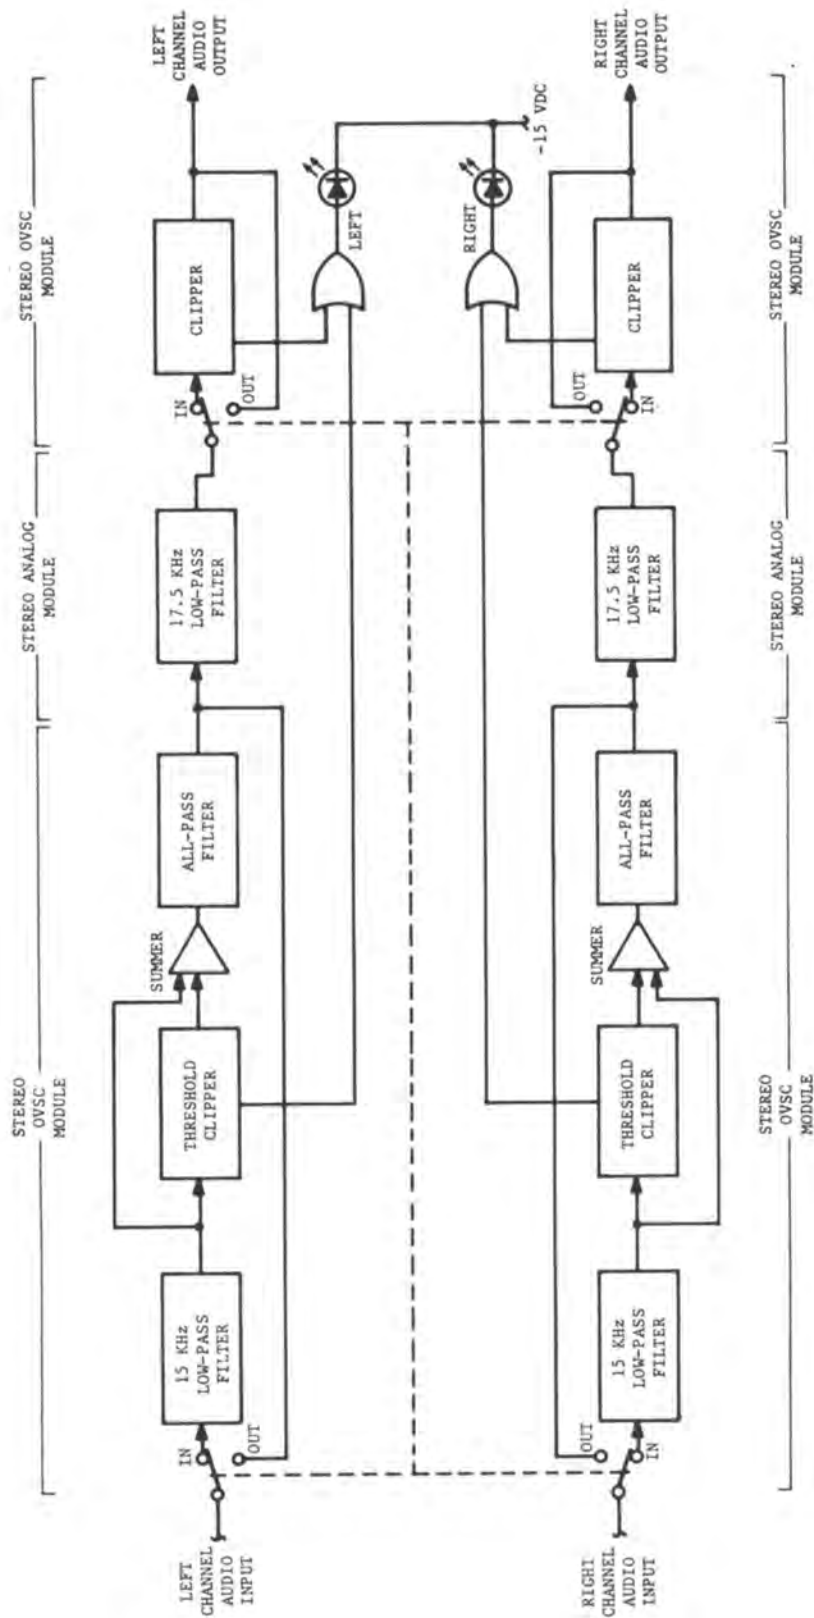 STEREO
OVSC
MODULE
STEREO ANALOG
MODULE
STEREO OVSC
MODULE
LEFT
CHANNEL
AUDIO
INPUT
IN
OUT
15 KHz
LOW-PASS
FILTER
THRESHOLD
CLIPPER
SUMMER
ALL-PASS
FILTER
17.5 KHz
LOW-PASS
FILTER
IN
OUT
CLIPPER
LEFT
CHANNEL
AUDIO
OUTPUT
LEFT
RIGHT
-15 VDC
RIGHT
CHANNEL
AUDIO
INPUT
OUT
IN
15 KHz
LOW-PASS
FILTER
THRESHOLD
CLIPPER
SUMMER
ALL-PASS
FILTER
17.5 KHz
LOW-PASS
FILTER
OUT
IN
CLIPPER
RIGHT
CHANNEL
AUDIO
OUTPUT
STEREO
OVSC
MODULE
STEREO ANALOG
MODULE
STEREO OVSC
MODULE